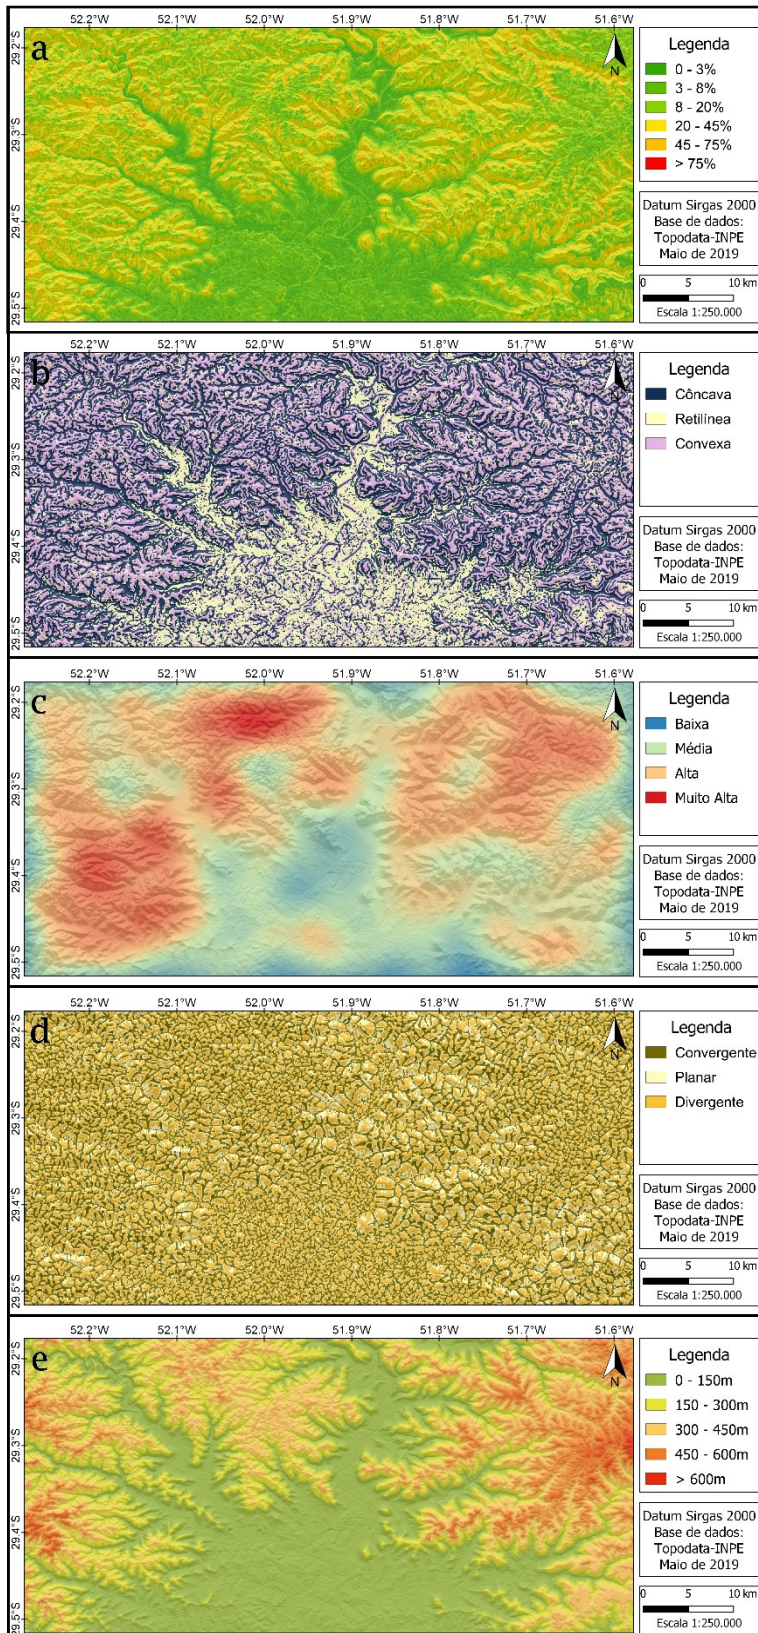 52.2°W 52.1°W 52.0°W 51.9°W 51.8°W 51.7°W 51.6°W
a
29.2°S
29.3°S
29.4°S
29.5°S
N
Legenda
0 - 3%
3 - 8%
8 - 20%
20 - 45%
45 - 75%
> 75%
Datum Sirgas 2000
Base de dados:
Topodata-INPE
Maio de 2019
0 5 10 km
Escala 1:250.000
52.2°W 52.1°W 52.0°W 51.9°W 51.8°W 51.7°W 51.6°W
b
29.2°S
29.3°S
29.4°S
29.5°S
N
Legenda
Côncava
Retilínea
Convexa
Datum Sirgas 2000
Base de dados:
Topodata-INPE
Maio de 2019
0 5 10 km
Escala 1:250.000
52.2°W 52.1°W 52.0°W 51.9°W 51.8°W 51.7°W 51.6°W
c
29.2°S
29.3°S
29.4°S
29.5°S
N
Legenda
Baixa
Média
Alta
Muito Alta
Datum Sirgas 2000
Base de dados:
Topodata-INPE
Maio de 2019
0 5 10 km
Escala 1:250.000
52.2°W 52.1°W 52.0°W 51.9°W 51.8°W 51.7°W 51.6°W
d
29.2°S
29.3°S
29.4°S
29.5°S
N
Legenda
Convergente
Planar
Divergente
Datum Sirgas 2000
Base de dados:
Topodata-INPE
Maio de 2019
0 5 10 km
Escala 1:250.000
52.2°W 52.1°W 52.0°W 51.9°W 51.8°W 51.7°W 51.6°W
e
29.2°S
29.3°S
29.4°S
29.5°S
N
Legenda
0 - 150m
150 - 300m
300 - 450m
450 - 600m
> 600m
Datum Sirgas 2000
Base de dados:
Topodata-INPE
Maio de 2019
0 5 10 km
Escala 1:250.000